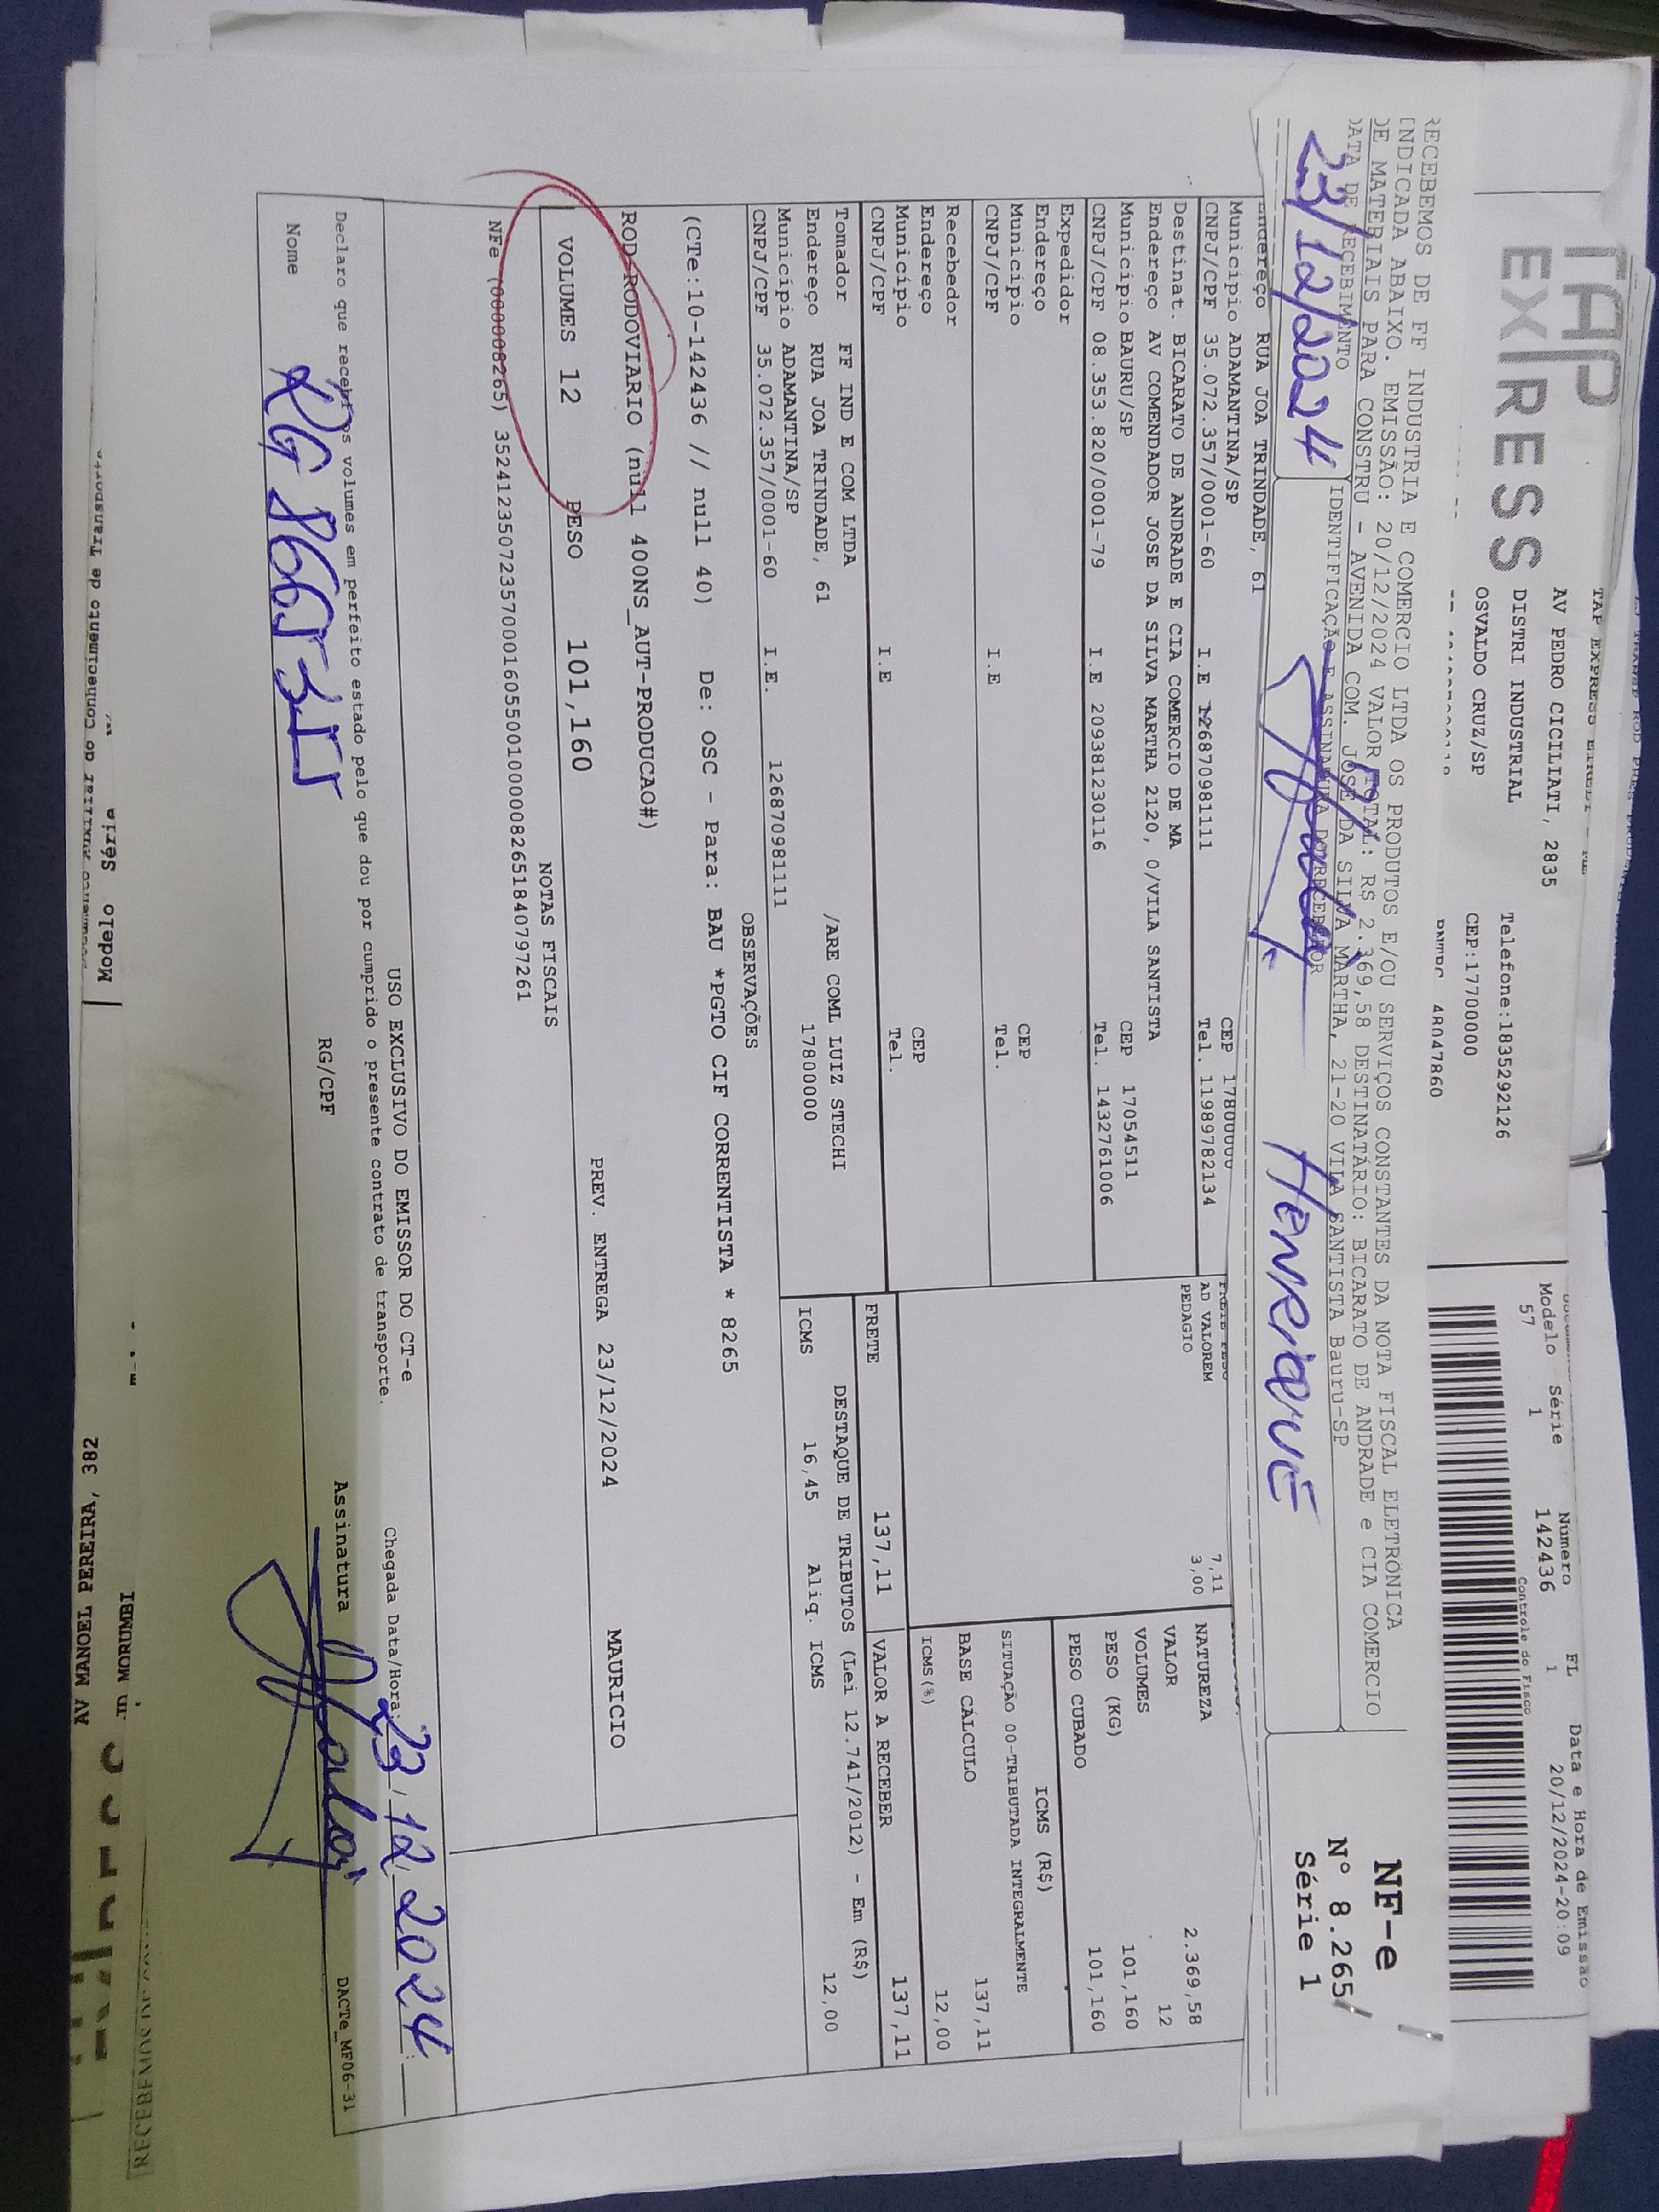 TAP
EXPRESS
AV PEDRO CICILIATI, 2835
DISTRI INDUSTRIAL
OSVALDO CRUZ/SP
Telefone:1835292126
CEP:17700000
RNTRC 48047860
Modelo Série Número FL Data e Hora de Emissão
57 1 142436 1 20/12/2024-20:09
Controle do Fisco
RECEBEMOS DE FF INDUSTRIA E COMERCIO LTDA OS PRODUTOS E/OU SERVIÇOS CONSTANTES DA NOTA FISCAL ELETRÔNICA
INDICADA ABAIXO. EMISSÃO: 20/12/2024 VALOR TOTAL: R$ 2.369,58 DESTINATÁRIO: BICARATO DE ANDRADE e CIA COMERCIO
DE MATERIAIS PARA CONSTRU - AVENIDA COM. JOSE DA SILVA MARTHA, 21-20 VILA SANTISTA Bauru-SP
DATA DE RECEBIMENTO
IDENTIFICAÇÃO E ASSINATURA DO RECEBEDOR
23/12/2024
HENRIQUE
NF-e
N° 8.265
Série 1
Endereço RUA JOA TRINDADE, 61
Município ADAMANTINA/SP CEP 17800000
CNPJ/CPF 35.072.357/0001-60 I.E 126870981111 Tel. 11989782134
Destinat. BICARATO DE ANDRADE E CIA COMERCIO DE MA
Endereço AV COMENDADOR JOSE DA SILVA MARTHA 2120, 0/VILA SANTISTA
Município BAURU/SP CEP 17054511
CNPJ/CPF 08.353.820/0001-79 I.E 209381230116 Tel. 1432761006
Expedidor
Endereço
Município CEP
CNPJ/CPF I.E Tel.
Recebedor
Endereço
Município CEP
CNPJ/CPF I.E Tel.
Tomador FF IND E COM LTDA
Endereço RUA JOA TRINDADE, 61 /ARE COML LUIZ STECHI
Município ADAMANTINA/SP 17800000
CNPJ/CPF 35.072.357/0001-60 I.E. 126870981111
FRETE PESO
AD VALOREM 7,11
PEDAGIO 3,00
FRETE 137,11
NATUREZA
VALOR 2.369,58
VOLUMES 12
PESO (KG) 101,160
PESO CUBADO 101,160
ICMS (R$)
SITUAÇÃO 00-TRIBUTADA INTEGRALMENTE
BASE CÁLCULO 137,11
ICMS(%) 12,00
VALOR A RECEBER 137,11
DESTAQUE DE TRIBUTOS (Lei 12.741/2012) - Em (R$)
ICMS 16,45 Aliq. ICMS 12,00
OBSERVAÇÕES
(CTe:10-142436 // null 40) De: OSC - Para: BAU *PGTO CIF CORRENTISTA * 8265
ROD-RODOVIARIO (null 400NS_AUT-PRODUCAO#)
VOLUMES 12 PESO 101,160 PREV. ENTREGA 23/12/2024 MAURICIO
NOTAS FISCAIS
NFe (000008265) 35241235072357000160550010000082651840797261
USO EXCLUSIVO DO EMISSOR DO CT-e
Declaro que recebi os volumes em perfeito estado pelo que dou por cumprido o presente contrato de transporte.
Chegada Data/Hora: 23/12/2024
Nome RG/CPF Assinatura
DACTe_MF06-31
Modelo Série
Documento Auxiliar do Conhecimento de Transporte
AV MANOEL PEREIRA, 382
MORUMBI